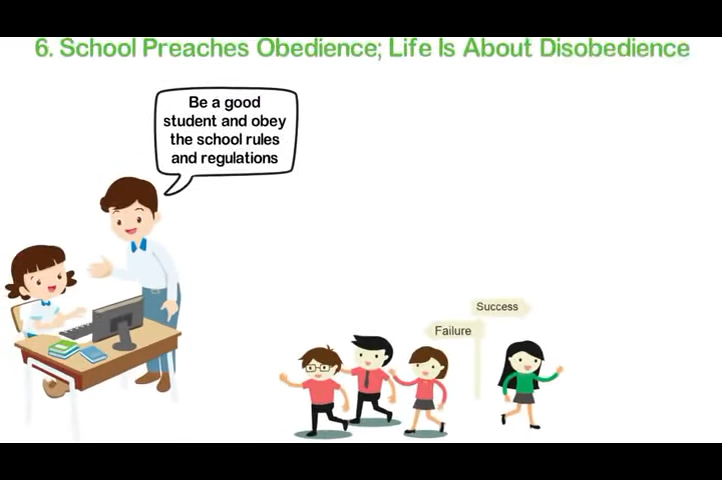 6. School Preaches Obedience; Life Is About Disobedience
Be a good
student and obey
the school rules
and regulations
Success
Failure